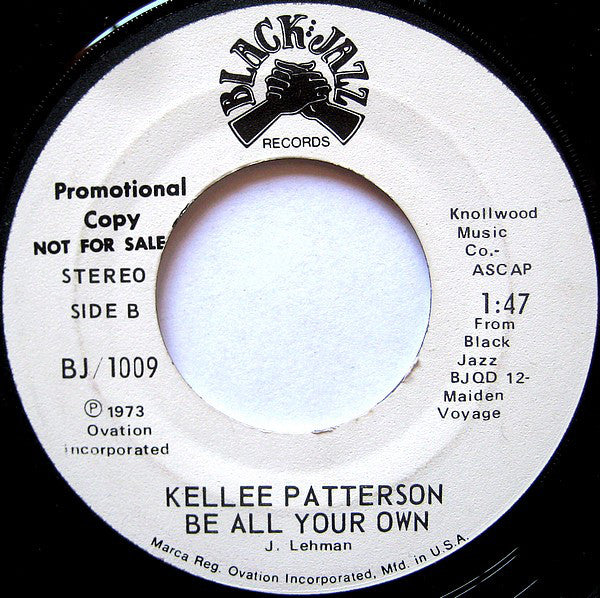 BLACK JAZZ
RECORDS
Promotional
Copy
NOT FOR SALE
STEREO
SIDE B
BJ/1009
℗ 1973
Ovation
incorporated
Knollwood
Music
Co.-
ASCAP
1:47
From
Black
Jazz
BJQD 12-
Maiden
Voyage
KELLEE PATTERSON
BE ALL YOUR OWN
J. Lehman
Marca Reg. Ovation Incorporated, Mfd. in U.S.A.